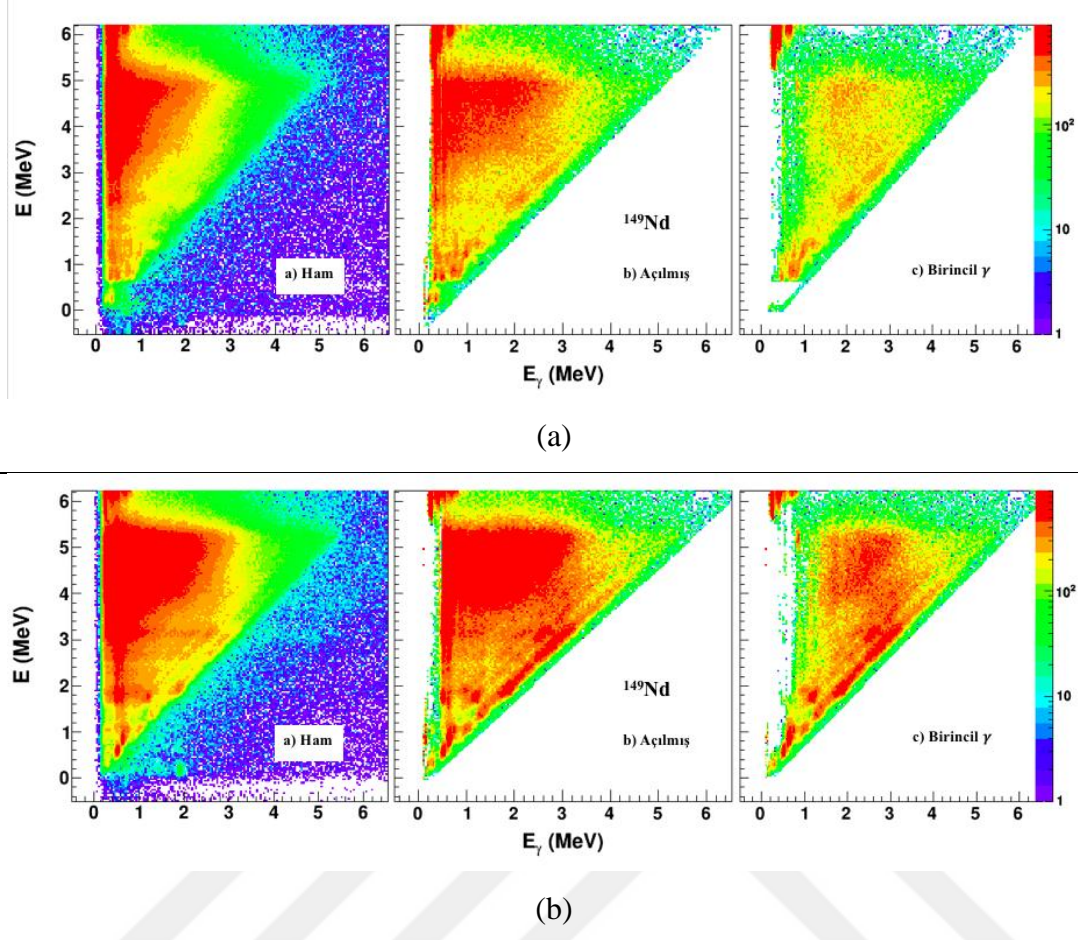 E (MeV)
6
5
4
3
2
1
0
a) Ham
0 1 2 3 4 5 6
¹⁴⁹Nd
b) Açılmış
0 1 2 3 4 5 6
c) Birincil γ
0 1 2 3 4 5 6
10²
10
1
Eγ (MeV)
(a)
E (MeV)
6
5
4
3
2
1
0
a) Ham
0 1 2 3 4 5 6
¹⁴⁹Nd
b) Açılmış
0 1 2 3 4 5 6
c) Birincil γ
0 1 2 3 4 5 6
10²
10
1
Eγ (MeV)
(b)